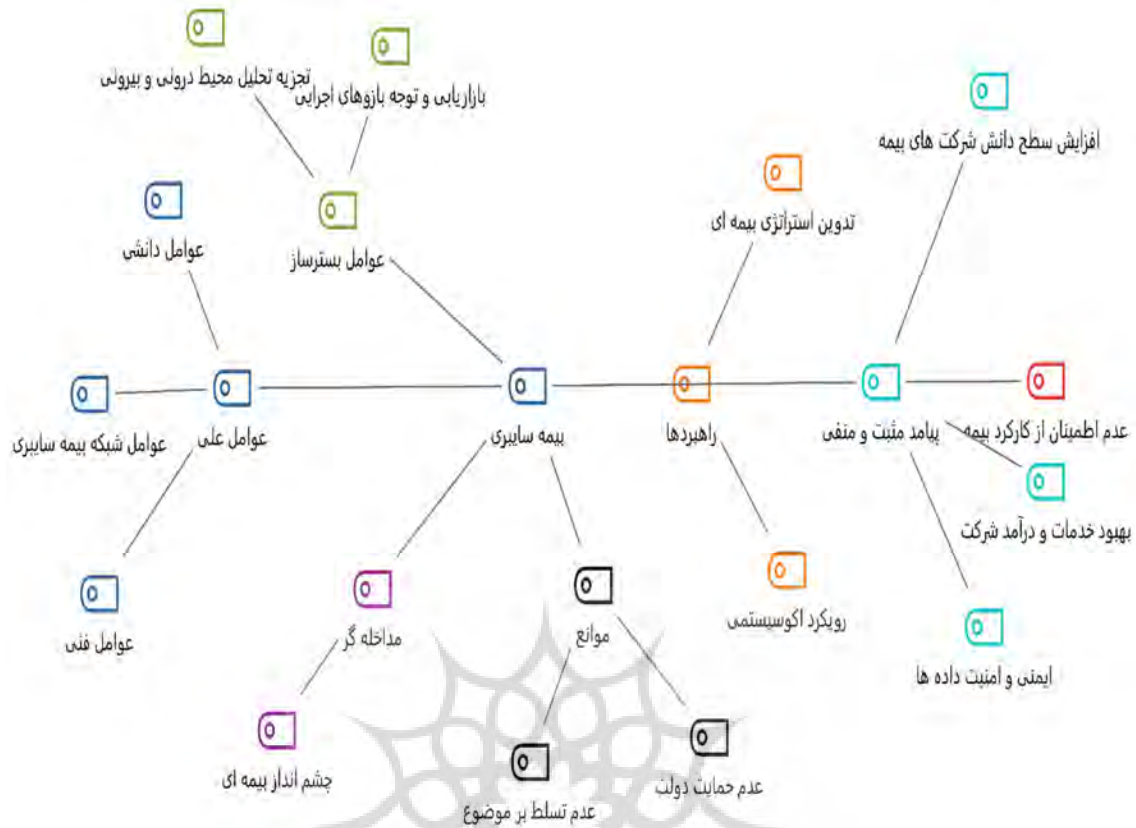 تجزیه تحلیل محیط درونی و بیرونی
بازاریابی و توجه بازوهای اجرایی
افزایش سطح دانش شرکت های بیمه
تدوین استراتژی بیمه ای
عوامل دانشی
عوامل بسترساز
عدم اطمینان از کارکرد بیمه
پیامد مثبت و منفی
راهبردها
بیمه سایبری
عوامل علی
عوامل شبکه بیمه سایبری
بهبود خدمات و درآمد شرکت
رویکرد اکوسیستمی
موانع
مداخله گر
عوامل فنی
ایمنی و امنیت داده ها
عدم حمایت دولت
عدم تسلط بر موضوع
چشم انداز بیمه ای